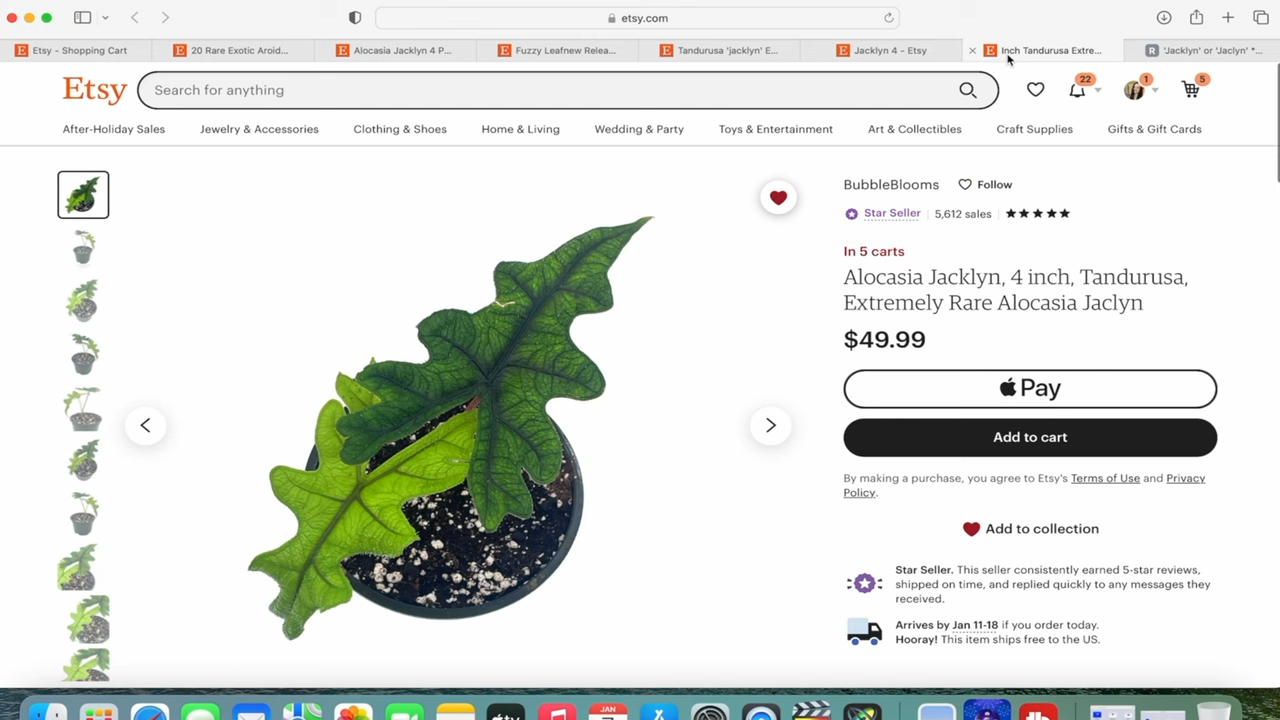 etsy.com
Etsy - Shopping Cart
20 Rare Exotic Aroid...
Alocasia Jacklyn 4 P...
Fuzzy Leafnew Relea...
Tandurusa 'jacklyn' E...
Jacklyn 4 - Etsy
Inch Tandurusa Extre...
R 'Jacklyn' or 'Jaclyn' *...
Etsy
Search for anything
22
1
5
After-Holiday Sales
Jewelry & Accessories
Clothing & Shoes
Home & Living
Wedding & Party
Toys & Entertainment
Art & Collectibles
Craft Supplies
Gifts & Gift Cards
BubbleBlooms
Follow
Star Seller
5,612 sales
In 5 carts
Alocasia Jacklyn, 4 inch, Tandurusa,
Extremely Rare Alocasia Jaclyn
$49.99
Pay
Add to cart
By making a purchase, you agree to Etsy's Terms of Use and Privacy
Policy.
Add to collection
Star Seller. This seller consistently earned 5-star reviews,
shipped on time, and replied quickly to any messages they
received.
Arrives by Jan 11-18 if you order today.
Hooray! This item ships free to the US.
JAN